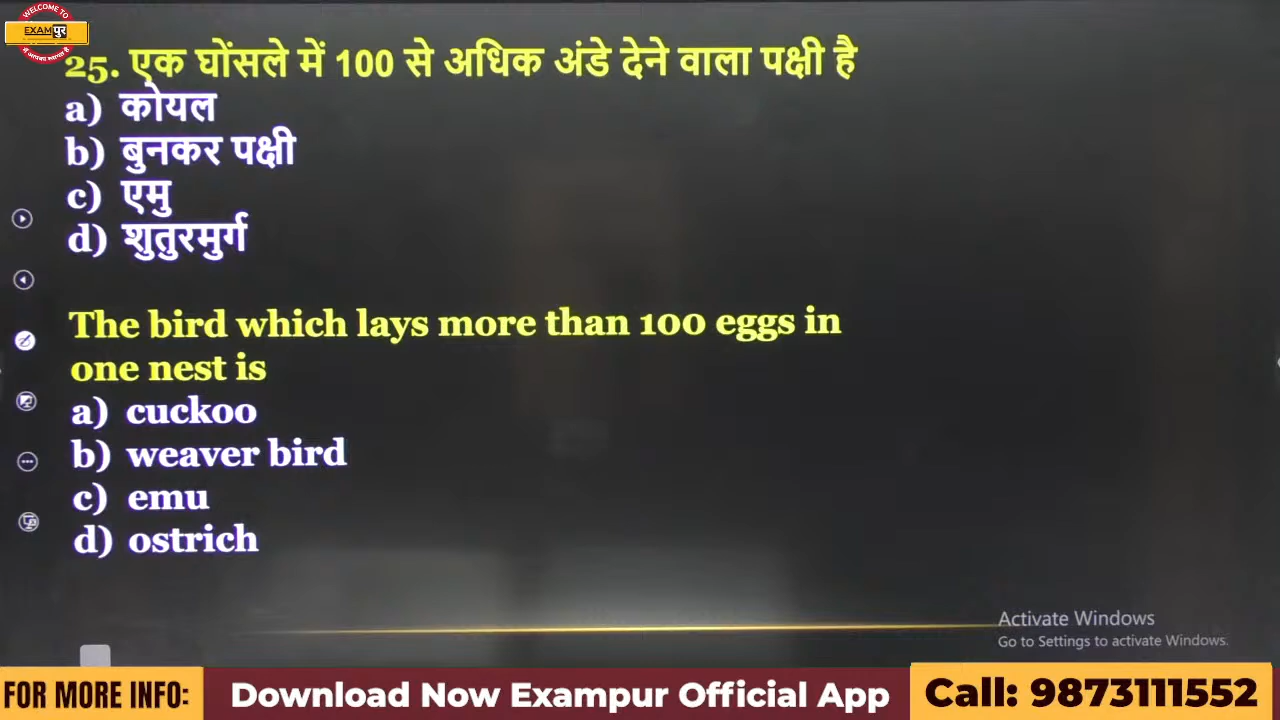 WELCOME TO
EXAMपुर
में आपका स्वागत है
25. एक घोंसले में 100 से अधिक अंडे देने वाला पक्षी है
a) कोयल
b) बुनकर पक्षी
c) एमु
d) शुतुरमुर्ग
The bird which lays more than 100 eggs in
one nest is
a) cuckoo
b) weaver bird
c) emu
d) ostrich
Activate Windows
Go to Settings to activate Windows.
FOR MORE INFO:
Download Now Exampur Official App
Call: 9873111552